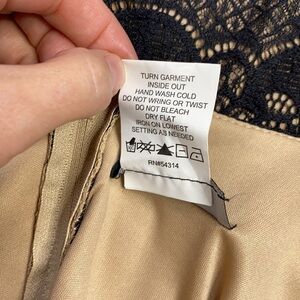 TURN GARMENT
INSIDE OUT
HAND WASH COLD
DO NOT WRING OR TWIST
DO NOT BLEACH
DRY FLAT
IRON ON LOWEST
SETTING AS NEEDED
RN#54314